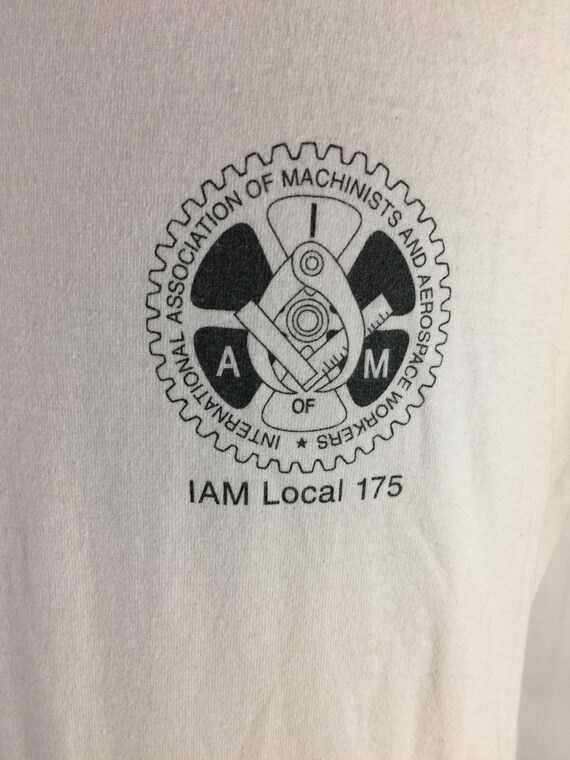 INTERNATIONAL ASSOCIATION OF MACHINISTS AND AEROSPACE WORKERS ★
I
A M
OF
IAM Local 175